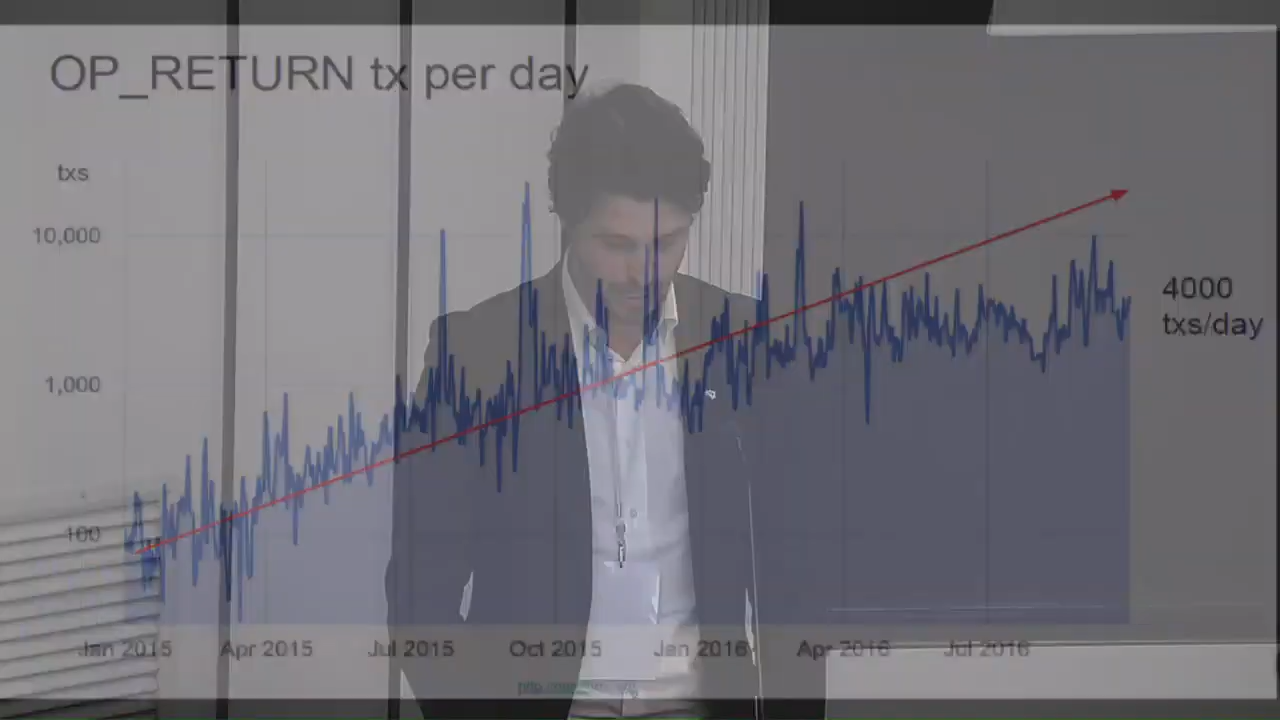 OP_RETURN tx per day
txs
10,000
1,000
100
4000
txs/day
Jan 2015
Apr 2015
Jul 2015
Oct 2015
Jan 2016
Apr 2016
Jul 2016